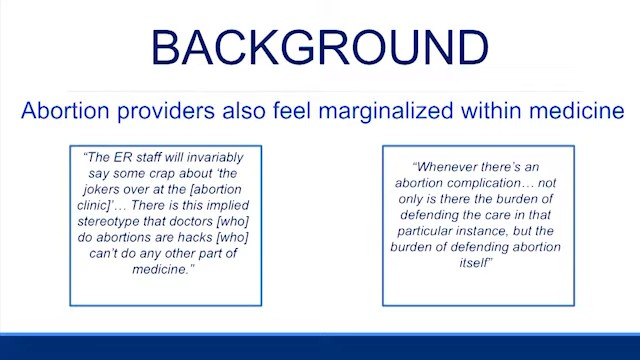 BACKGROUND
Abortion providers also feel marginalized within medicine
“The ER staff will invariably
say some crap about ‘the
jokers over at the [abortion
clinic]’… There is this implied
stereotype that doctors [who]
do abortions are hacks [who]
can’t do any other part of
medicine.”
“Whenever there’s an
abortion complication… not
only is there the burden of
defending the care in that
particular instance, but the
burden of defending abortion
itself”